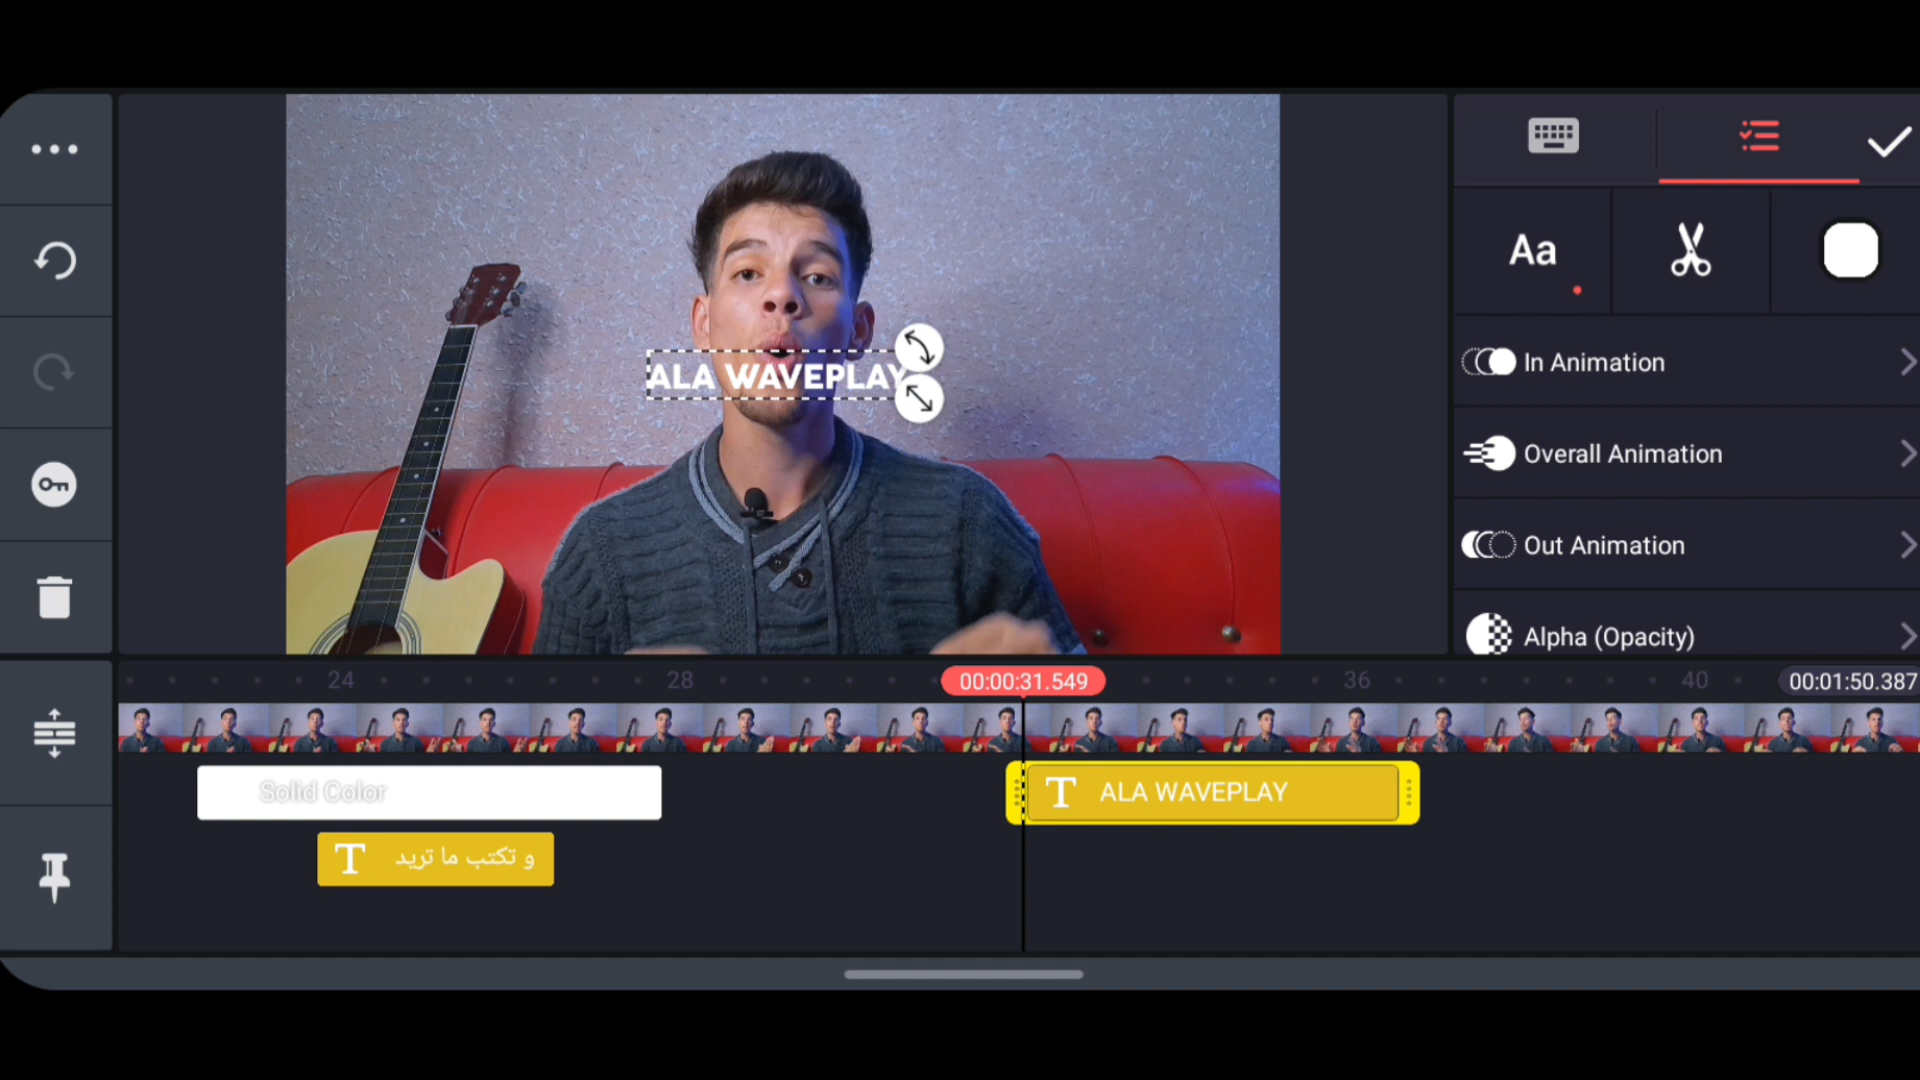 Aa
ALA WAVEPLAY
In Animation
Overall Animation
Out Animation
Alpha (Opacity)
24
28
00:00:31.549
36
40
00:01:50.387
Solid Color
T ALA WAVEPLAY
T و تكتب ما تريد